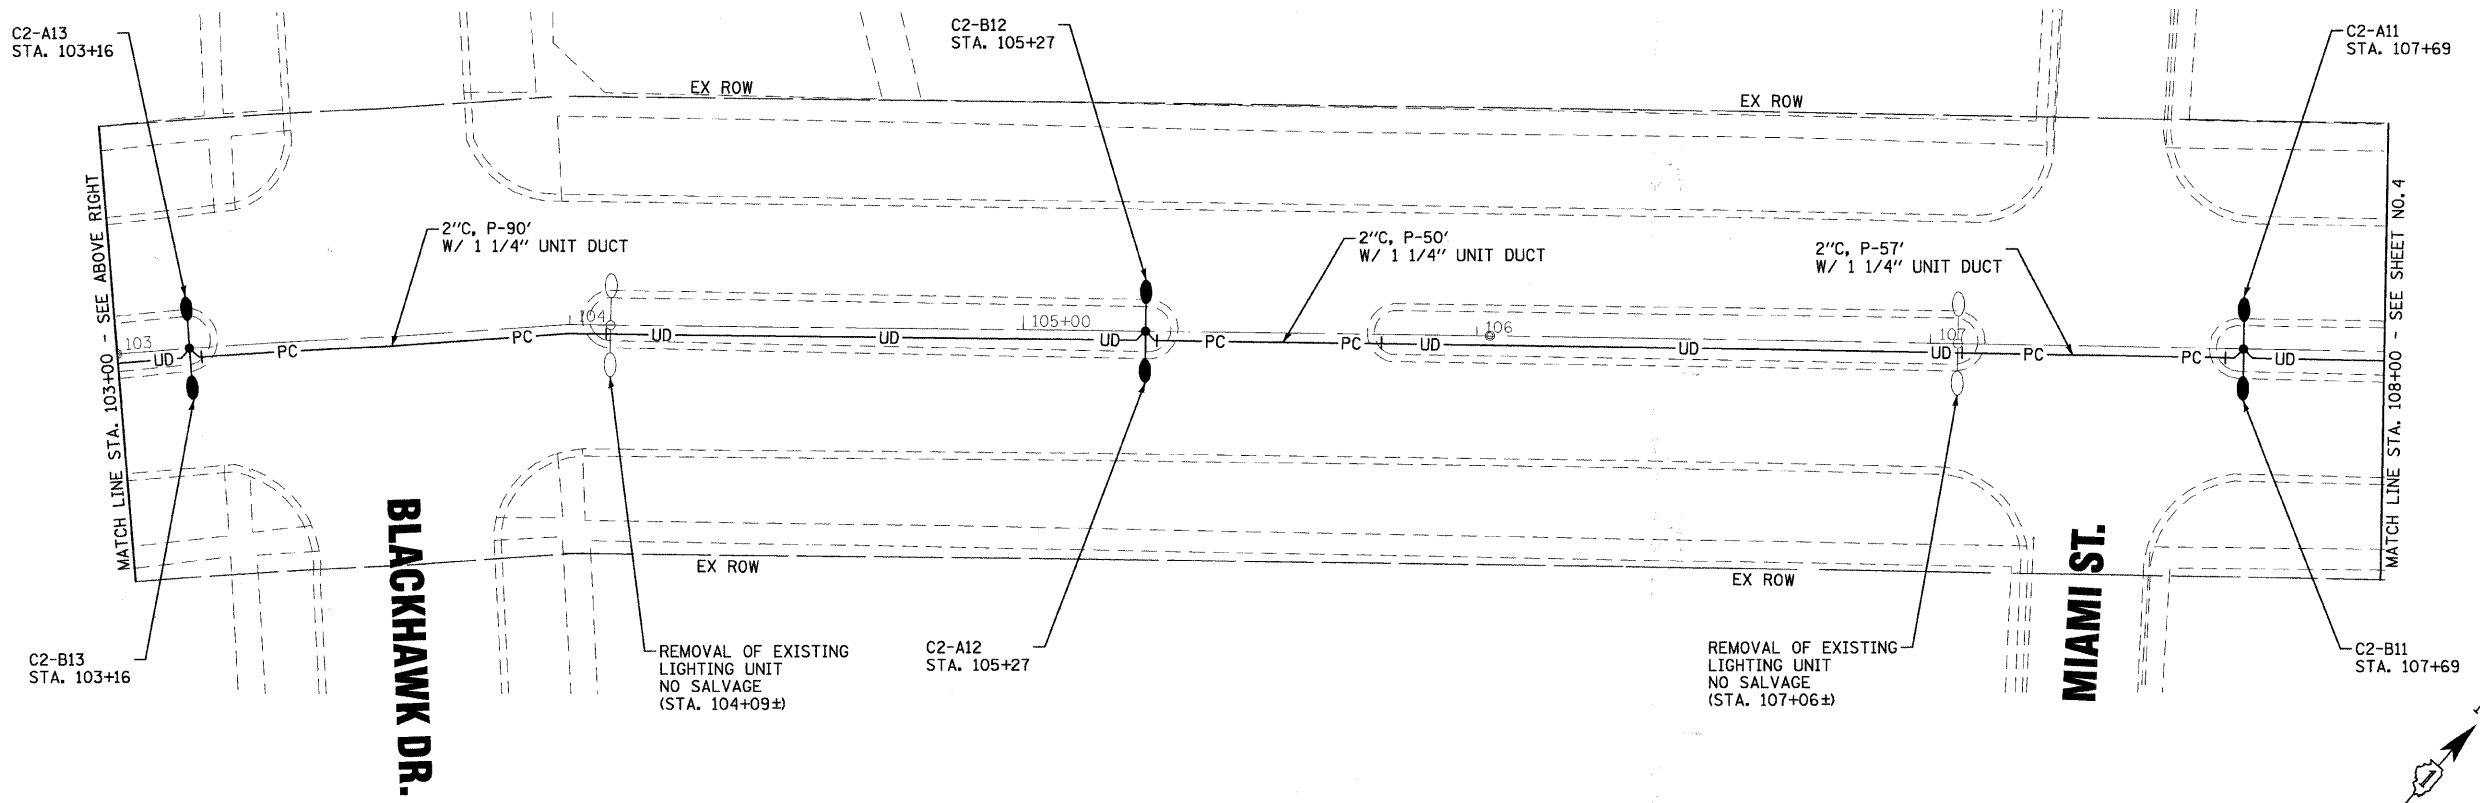 C2-A13
STA. 103+16
C2-B12
STA. 105+27
C2-A11
STA. 107+69
EX ROW
EX ROW
MATCH LINE STA. 103+00 - SEE ABOVE RIGHT
2"C, P-90'
W/ 1 1/4" UNIT DUCT
2"C, P-50'
W/ 1 1/4" UNIT DUCT
2"C, P-57'
W/ 1 1/4" UNIT DUCT
MATCH LINE STA. 108+00 - SEE SHEET NO. 4
103
104
105+00
106
107
UD
PC
PC
UD
UD
UD
PC
PC
UD
UD
UD
PC
PC
UD
EX ROW
EX ROW
BLACKHAWK DR.
MIAMI ST.
C2-B13
STA. 103+16
REMOVAL OF EXISTING
LIGHTING UNIT
NO SALVAGE
(STA. 104+09±)
C2-A12
STA. 105+27
REMOVAL OF EXISTING
LIGHTING UNIT
NO SALVAGE
(STA. 107+06±)
C2-B11
STA. 107+69
1